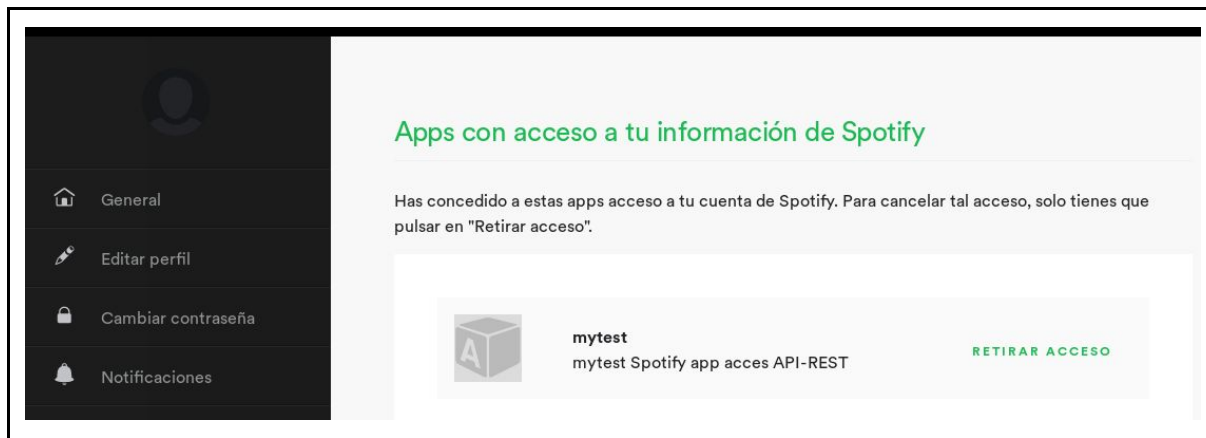 General
Editar perfil
Cambiar contraseña
Notificaciones
Apps con acceso a tu información de Spotify
Has concedido a estas apps acceso a tu cuenta de Spotify. Para cancelar tal acceso, solo tienes que
pulsar en "Retirar acceso".
A
mytest
mytest Spotify app acces API-REST
RETIRAR ACCESO